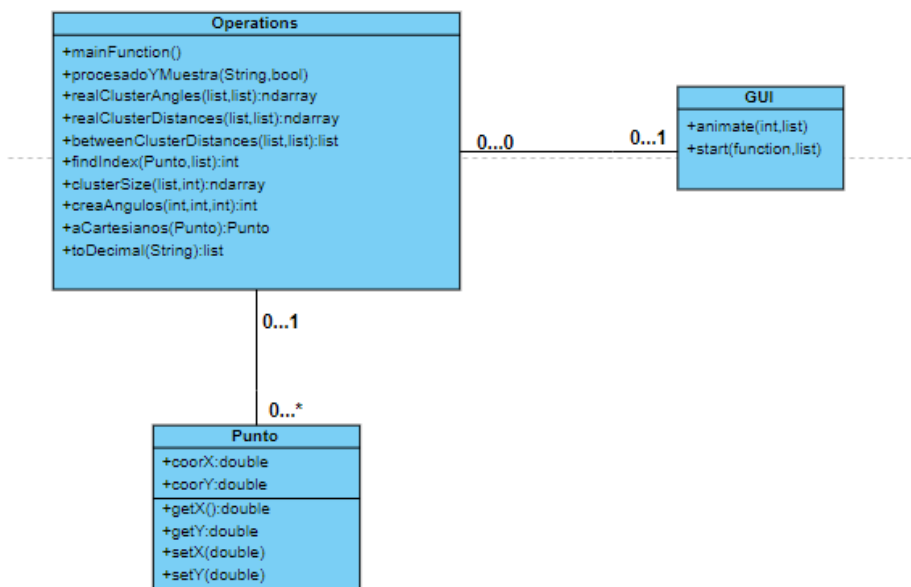 Operations
+mainFunction()
+procesadoYMuestra(String,bool)
+realClusterAngles(list,list):ndarray
+realClusterDistances(list,list):ndarray
+betweenClusterDistances(list,list):list
+findIndex(Punto,list):int
+clusterSize(list,int):ndarray
+creaAngulos(int,int,int):int
+aCartesianos(Punto):Punto
+toDecimal(String):list
0...0
0...1
GUI
+animate(int,list)
+start(function,list)
0...1
0...*
Punto
+coorX:double
+coorY:double
+getX():double
+getY:double
+setX(double)
+setY(double)